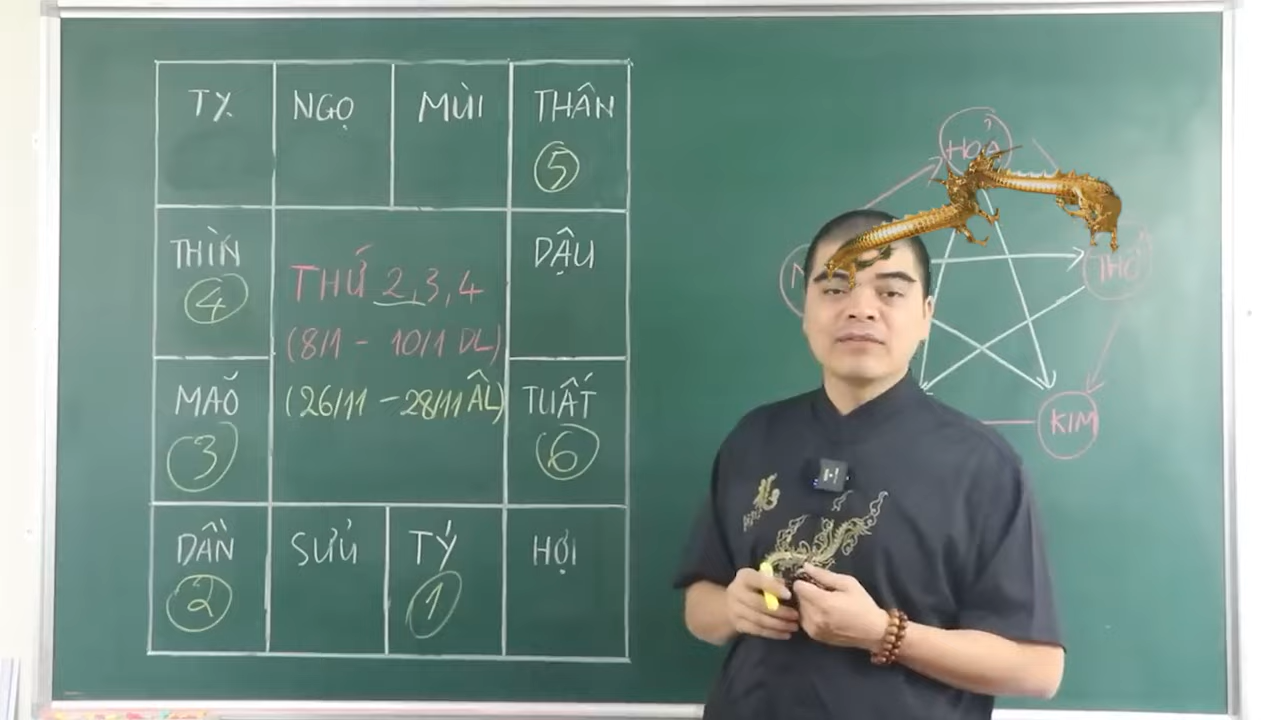 TỴ NGỌ MÙI THÂN
⑤
THÌN DẬU
④
THỨ 2,3,4
(8/1 - 10/1 DL)
(26/11 - 28/11 ÂL)
MÃO TUẤT
③ ⑥
DẦN SỬU TÝ HỢI
② ①
HOẢ
THỔ
KIM